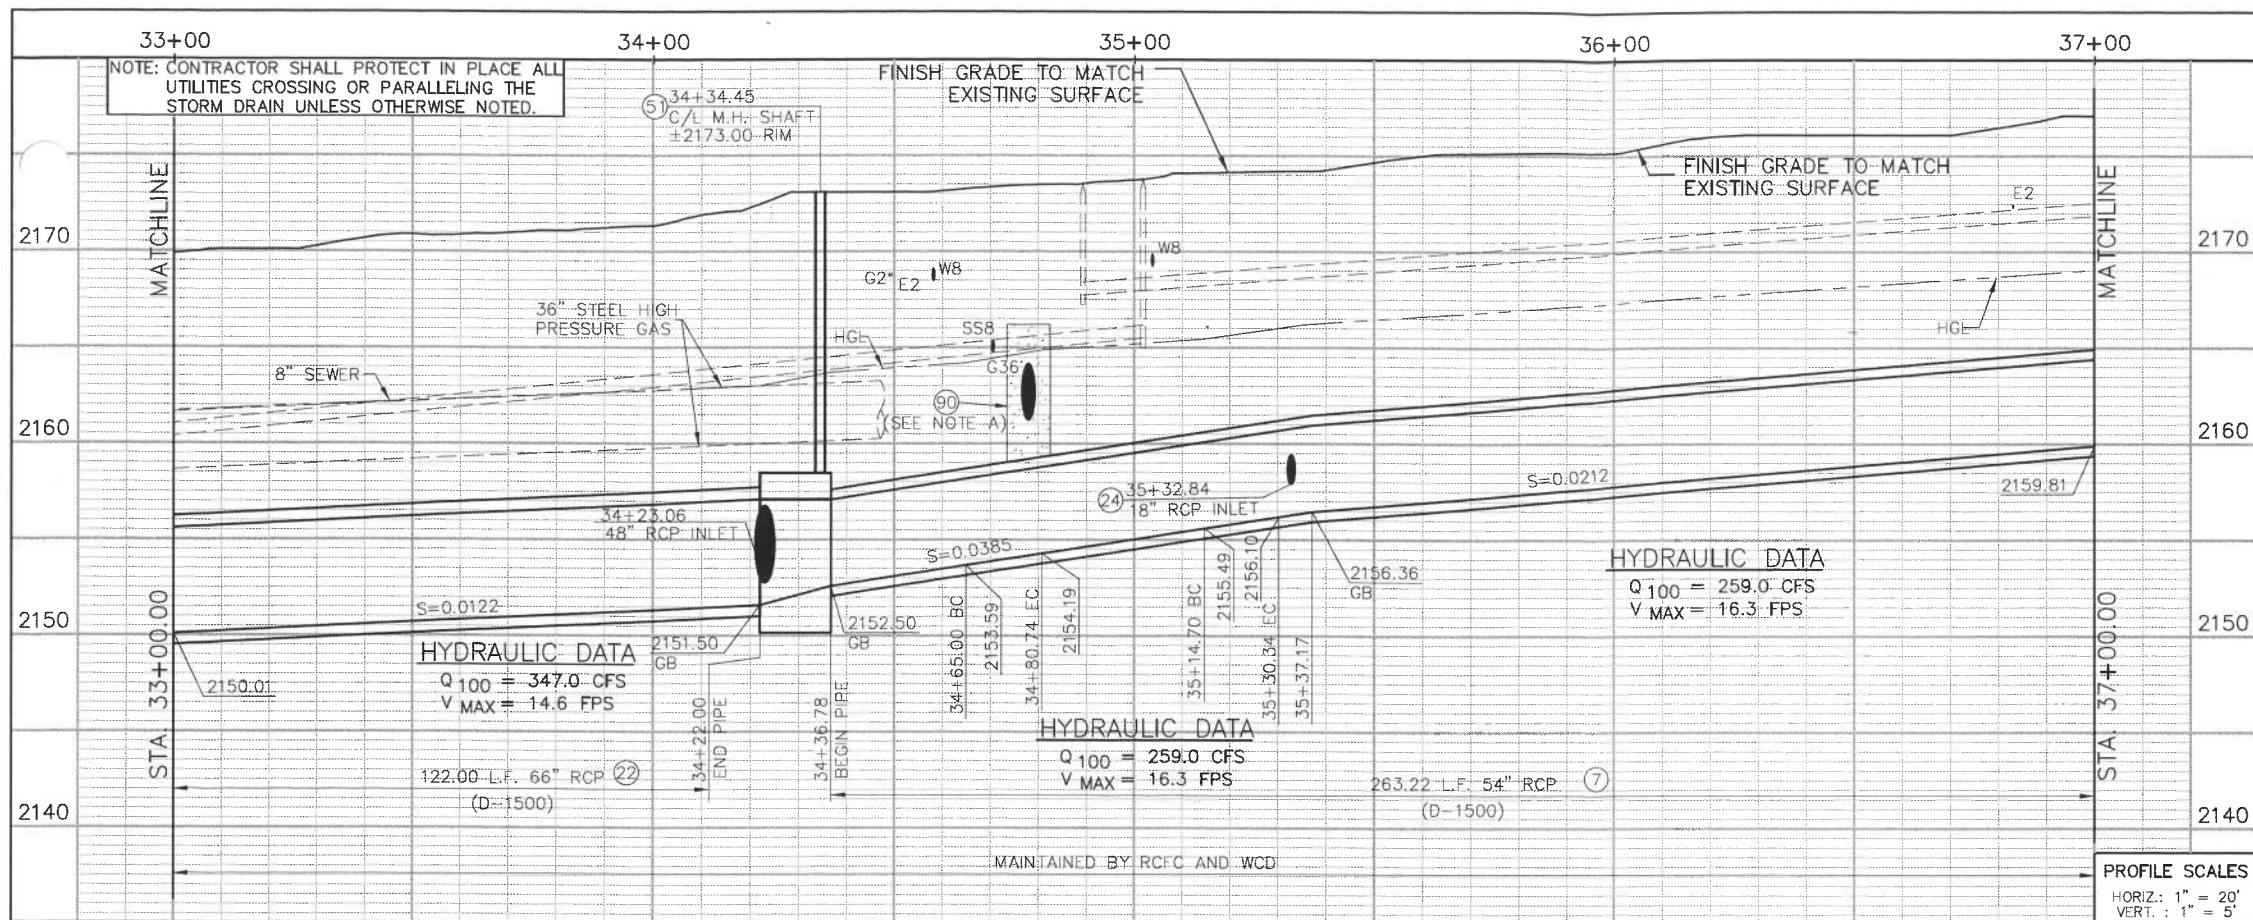 33+00
34+00
35+00
36+00
37+00
NOTE: CONTRACTOR SHALL PROTECT IN PLACE ALL
UTILITIES CROSSING OR PARALLELING THE
STORM DRAIN UNLESS OTHERWISE NOTED.
51
34+34.45
C/L M.H. SHAFT
±2173.00 RIM
FINISH GRADE TO MATCH
EXISTING SURFACE
FINISH GRADE TO MATCH
EXISTING SURFACE
MATCHLINE
MATCHLINE
2170
2170
E2
W8
G2
E2
W8
36" STEEL HIGH
PRESSURE GAS
HGL
SS8
G36
HGL
8" SEWER
90
(SEE NOTE A)
2160
2160
24
35+32.84
18" RCP INLET
S=0.0212
2159.81
34+23.06
48" RCP INLET
S=0.0385
HYDRAULIC DATA
Q 100 = 259.0 CFS
V MAX = 16.3 FPS
S=0.0122
2150
2150
2151.50
GB
2152.50
GB
2156.36
GB
HYDRAULIC DATA
Q 100 = 347.0 CFS
V MAX = 14.6 FPS
2150.01
STA. 33+00.00
34+22.00
END PIPE
34+36.78
BEGIN PIPE
34+65.00 BC
2153.59
34+80.74 EC
2154.19
35+14.70 BC
2155.49
2156.10
35+30.34 EC
35+37.17
STA. 37+00.00
HYDRAULIC DATA
Q 100 = 259.0 CFS
V MAX = 16.3 FPS
122.00 L.F. 66" RCP 22
(D-1500)
263.22 L.F. 54" RCP 7
(D-1500)
2140
2140
MAINTAINED BY RCFC AND WCD
PROFILE SCALES
HORIZ.: 1" = 20'
VERT. : 1" = 5'